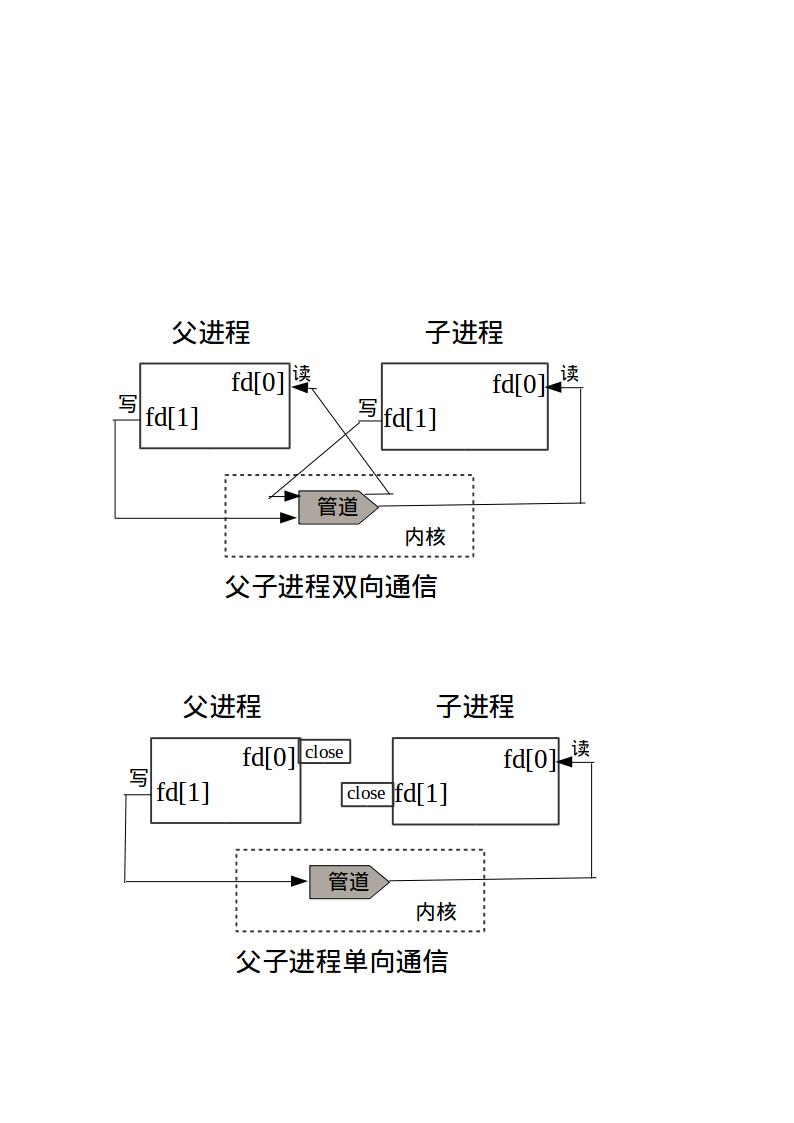 父进程
子进程
fd[0]
读
fd[0]
读
写
fd[1]
写
fd[1]
管道
内核
父子进程双向通信
父进程
子进程
fd[0]
close
fd[0]
读
写
fd[1]
close
fd[1]
管道
内核
父子进程单向通信